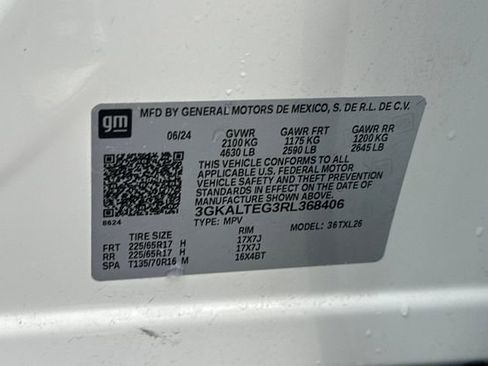 gm
MFD BY GENERAL MOTORS DE MEXICO, S. DE R.L. DE C.V.
06/24 GVWR GAWR FRT GAWR RR
2100 KG 1175 KG 1200 KG
4630 LB 2590 LB 2645 LB
THIS VEHICLE CONFORMS TO ALL
APPLICABLE U.S. FEDERAL MOTOR
VEHICLE SAFETY AND THEFT
PREVENTION STANDARDS IN
EFFECT ON THE DATE OF
MANUFACTURE SHOWN ABOVE.
3GKALTEG3RL368406
8624
TYPE: MPV MODEL: 36TXL26
TIRE SIZE RIM
FRT 225/65R17 H 17X7J
RR 225/65R17 H 17X7J
SPA T135/70R16 M 16X4BT